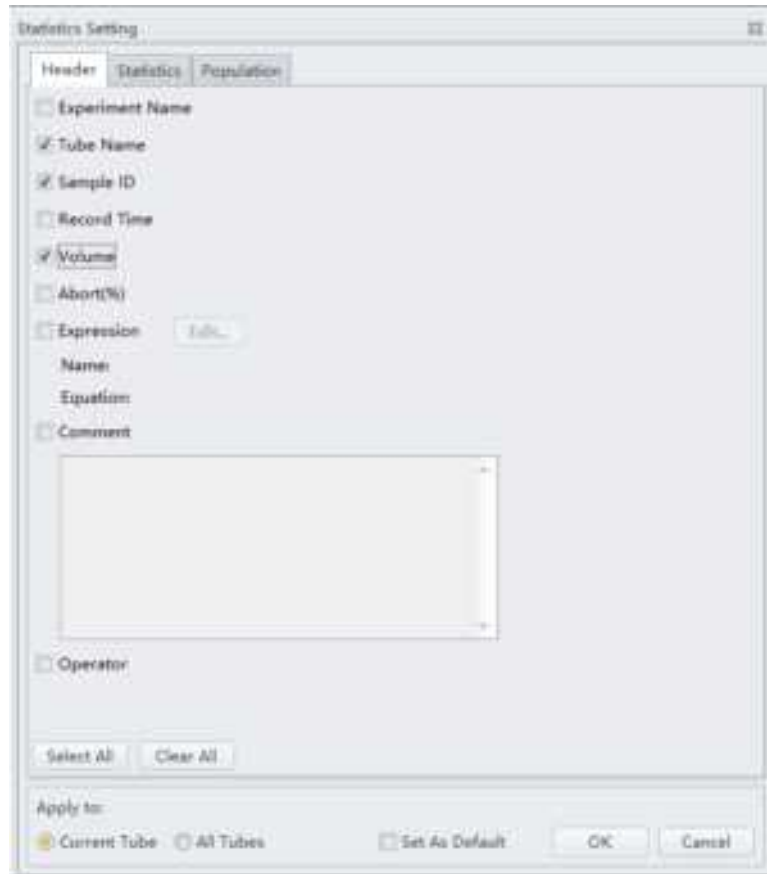 Statistics Setting
Header Statistics Population
Experiment Name
Tube Name
Sample ID
Record Time
Volume
Abort(%)
Expression Edit...
Name:
Equation:
Comment
Operator
Select All Clear All
Apply to:
Current Tube All Tubes Set As Default OK Cancel